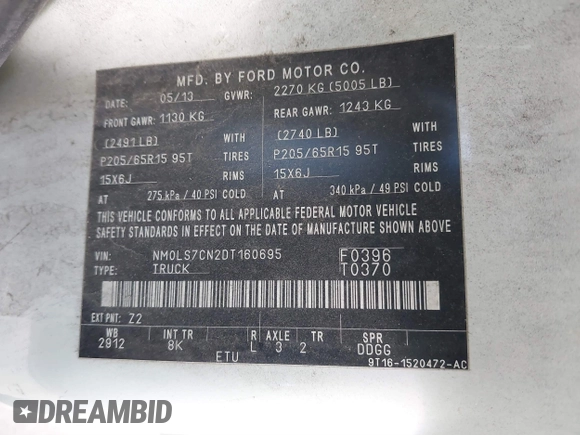 MFD. BY FORD MOTOR CO.
DATE: 05/13 GVWR: 2270 KG (5005 LB)
FRONT GAWR: 1130 KG REAR GAWR: 1243 KG
(2491 LB) WITH (2740 LB) WITH
P205/65R15 95T TIRES P205/65R15 95T TIRES
15X6J RIMS 15X6J RIMS
AT 275 kPa / 40 PSI COLD AT 340 kPa / 49 PSI COLD
THIS VEHICLE CONFORMS TO ALL APPLICABLE FEDERAL MOTOR VEHICLE
SAFETY STANDARDS IN EFFECT ON THE DATE OF MANUFACTURE SHOWN ABOVE.
VIN: NM0LS7CN2DT160695 F0396
TYPE: TRUCK T0370
EXT PNT: Z2
WB INT TR R AXLE TR SPR
2912 8K L 3 2 DDGG
ETU
9T16-1520472-AC
DREAMBID